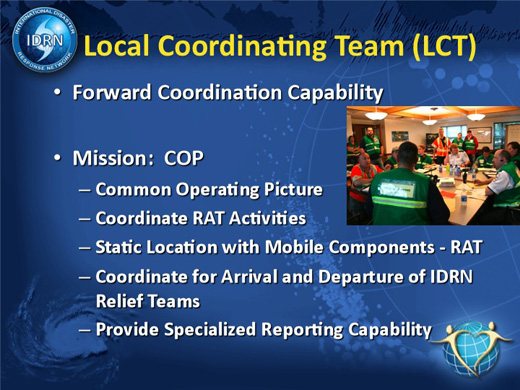 INTERNATIONAL DISASTER
IDRN
RESPONSE NETWORK
Local Coordinating Team (LCT)
• Forward Coordination Capability
• Mission: COP
– Common Operating Picture
– Coordinate RAT Activities
– Static Location with Mobile Components - RAT
– Coordinate for Arrival and Departure of IDRN
Relief Teams
– Provide Specialized Reporting Capability